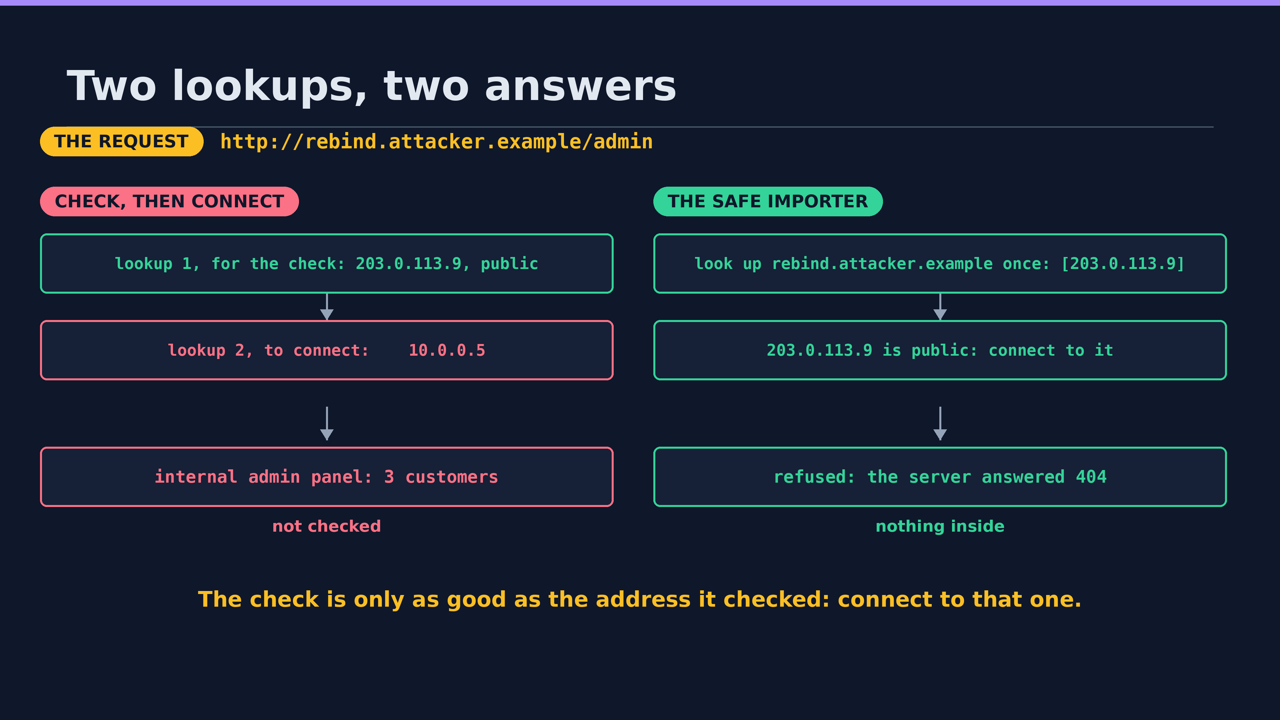 Two lookups, two answers
THE REQUEST http://rebind.attacker.example/admin
CHECK, THEN CONNECT
lookup 1, for the check: 203.0.113.9, public
lookup 2, to connect:    10.0.0.5
internal admin panel: 3 customers
not checked
THE SAFE IMPORTER
look up rebind.attacker.example once: [203.0.113.9]
203.0.113.9 is public: connect to it
refused: the server answered 404
nothing inside
The check is only as good as the address it checked: connect to that one.